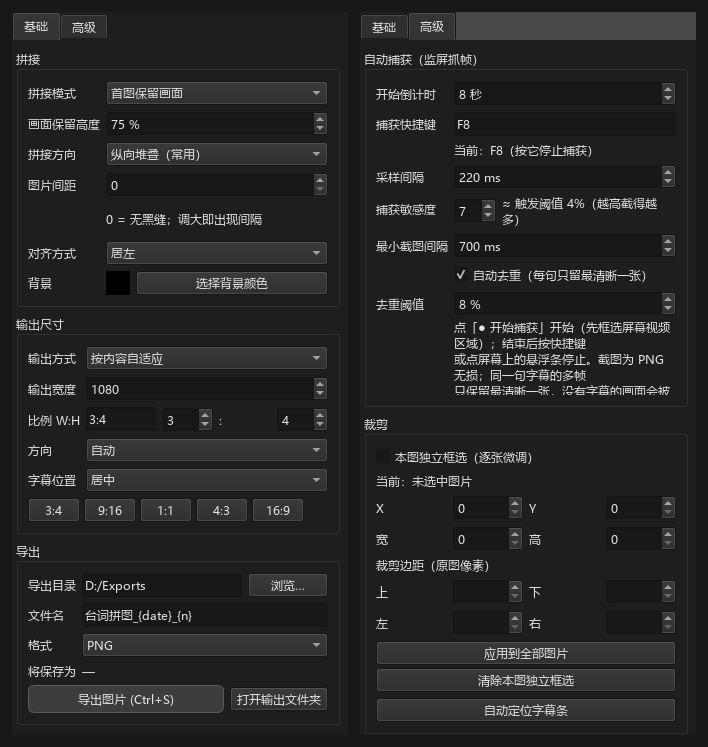 基础
高级
拼接
拼接模式 首图保留画面
画面保留高度 75 %
拼接方向 纵向堆叠（常用）
图片间距 0
0 = 无黑缝；调大即出现间隔
对齐方式 居左
背景 选择背景颜色
输出尺寸
输出方式 按内容自适应
输出宽度 1080
比例 W:H 3:4 3 : 4
方向 自动
字幕位置 居中
3:4 9:16 1:1 4:3 16:9
导出
导出目录 D:/Exports 浏览...
文件名 台词拼图_{date}_{n}
格式 PNG
将保存为 —
导出图片 (Ctrl+S) 打开输出文件夹
基础
高级
自动捕获（监屏抓帧）
开始倒计时 8 秒
捕获快捷键 F8
当前：F8（按它停止捕获）
采样间隔 220 ms
捕获敏感度 7 ≈ 触发阈值 4%（越高截得越
多）
最小截图间隔 700 ms
✓ 自动去重（每句只留最清晰一张）
去重阈值 8 %
点「● 开始捕获」开始（先框选屏幕视频
区域）；结束后按快捷键
或点屏幕上的悬浮条停止。截图为 PNG
无损；同一句字幕的多帧
只保留最清晰一张，没有字幕的画面会被
裁剪
本图独立框选（逐张微调）
当前：未选中图片
X 0 Y 0
宽 0 高 0
裁剪边距（原图像素）
上 下
左 右
应用到全部图片
清除本图独立框选
自动定位字幕条